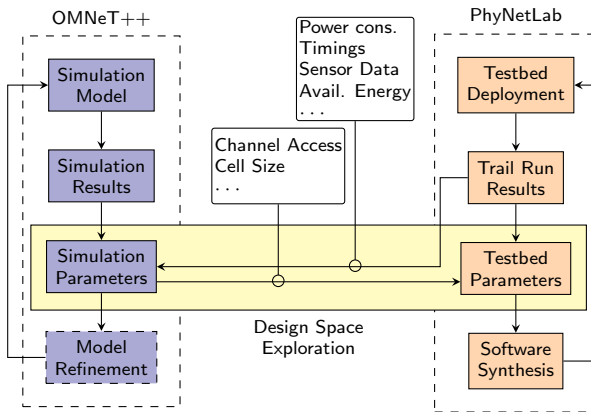 OMNeT++
PhyNetLab
Power cons.
Timings
Sensor Data
Avail. Energy
. . .
Simulation
Model
Testbed
Deployment
Channel Access
Cell Size
. . .
Simulation
Results
Trail Run
Results
Simulation
Parameters
Testbed
Parameters
Design Space
Exploration
Model
Refinement
Software
Synthesis